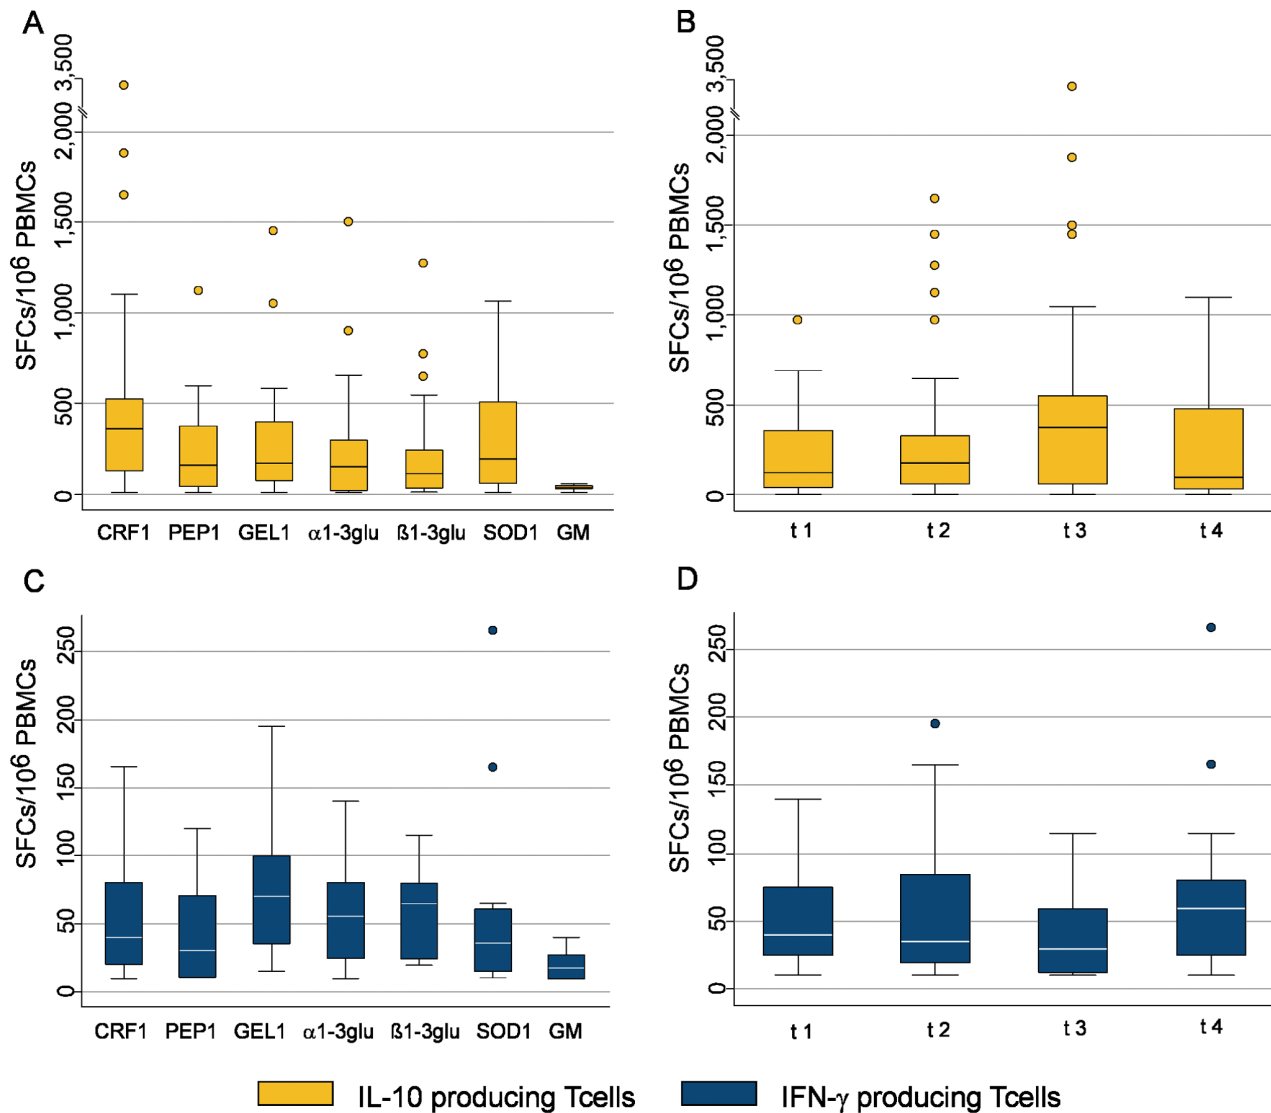 A
SFCs/10⁶ PBMCs
3,500
2,000
1,500
1,000
500
0
CRF1 PEP1 GEL1 α1-3glu ß1-3glu SOD1 GM
B
SFCs/10⁶ PBMCs
3,500
2,000
1,500
1,000
500
0
t 1 t 2 t 3 t 4
C
SFCs/10⁶ PBMCs
250
200
150
100
50
0
CRF1 PEP1 GEL1 α1-3glu ß1-3glu SOD1 GM
D
SFCs/10⁶ PBMCs
250
200
150
100
50
0
t 1 t 2 t 3 t 4
IL-10 producing Tcells IFN-γ producing Tcells